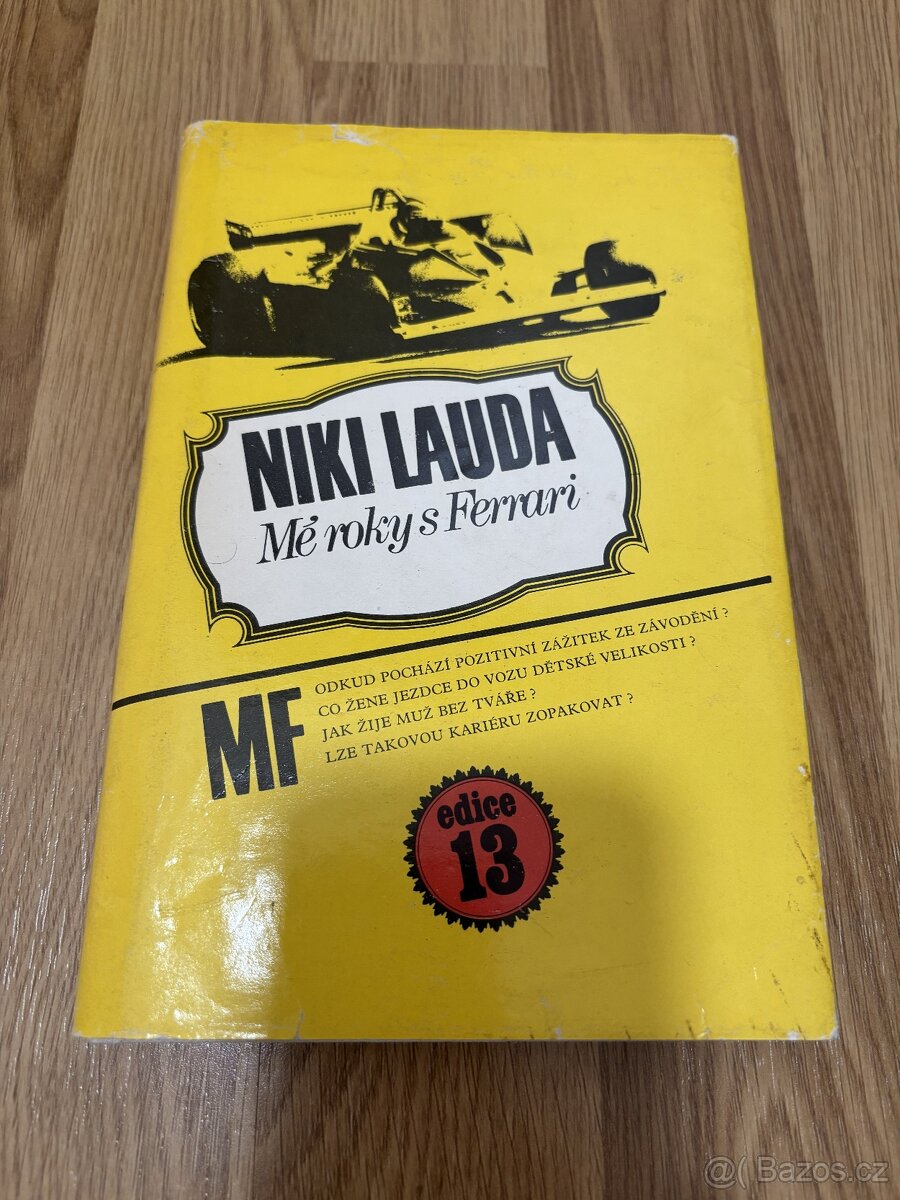 NIKI LAUDA
Mé roky s Ferrari
MF
ODKUD POCHÁZÍ POZITIVNÍ ZÁŽITEK ZE ZÁVODĚNÍ ?
CO ŽENE JEZDCE DO VOZU DĚTSKÉ VELIKOSTI ?
JAK ŽIJE MUŽ BEZ TVÁŘE ?
LZE TAKOVOU KARIÉRU ZOPAKOVAT ?
edice
13
@( Bazos.cz